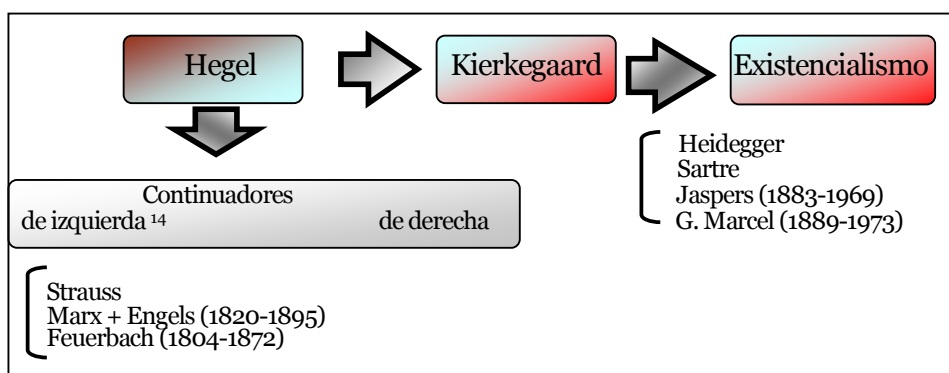 Hegel
Kierkegaard
Existencialismo
Heidegger
Sartre
Jaspers (1883-1969)
G. Marcel (1889-1973)
Continuadores
de izquierda 14 de derecha
Strauss
Marx + Engels (1820-1895)
Feuerbach (1804-1872)